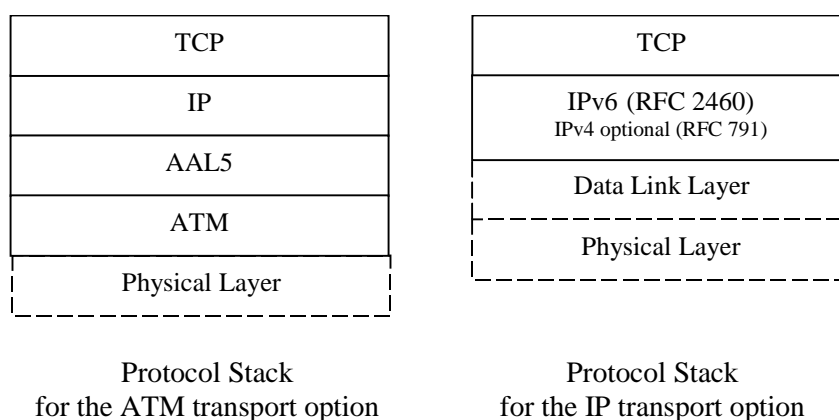 TCP
IP
AAL5
ATM
Physical Layer
Protocol Stack
for the ATM transport option
TCP
IPv6 (RFC 2460)
IPv4 optional (RFC 791)
Data Link Layer
Physical Layer
Protocol Stack
for the IP transport option